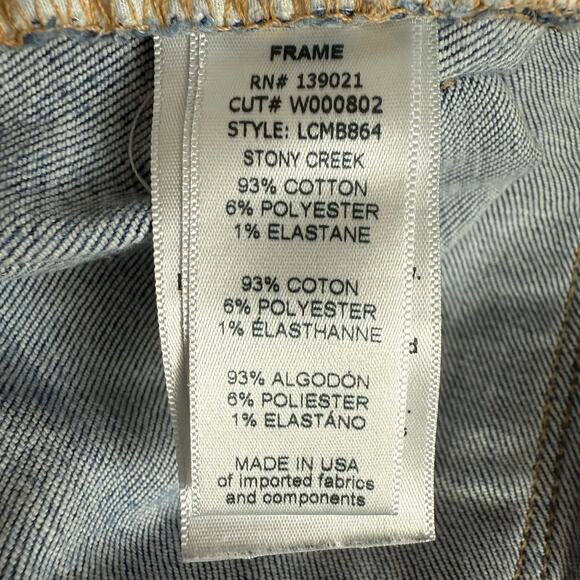 FRAME
RN# 139021
CUT# W000802
STYLE: LCMB864
STONY CREEK
93% COTTON
6% POLYESTER
1% ELASTANE
93% COTON
6% POLYESTER
1% ÉLASTHANNE
93% ALGODÓN
6% POLIESTER
1% ELASTÁNO
MADE IN USA
of imported fabrics
and components